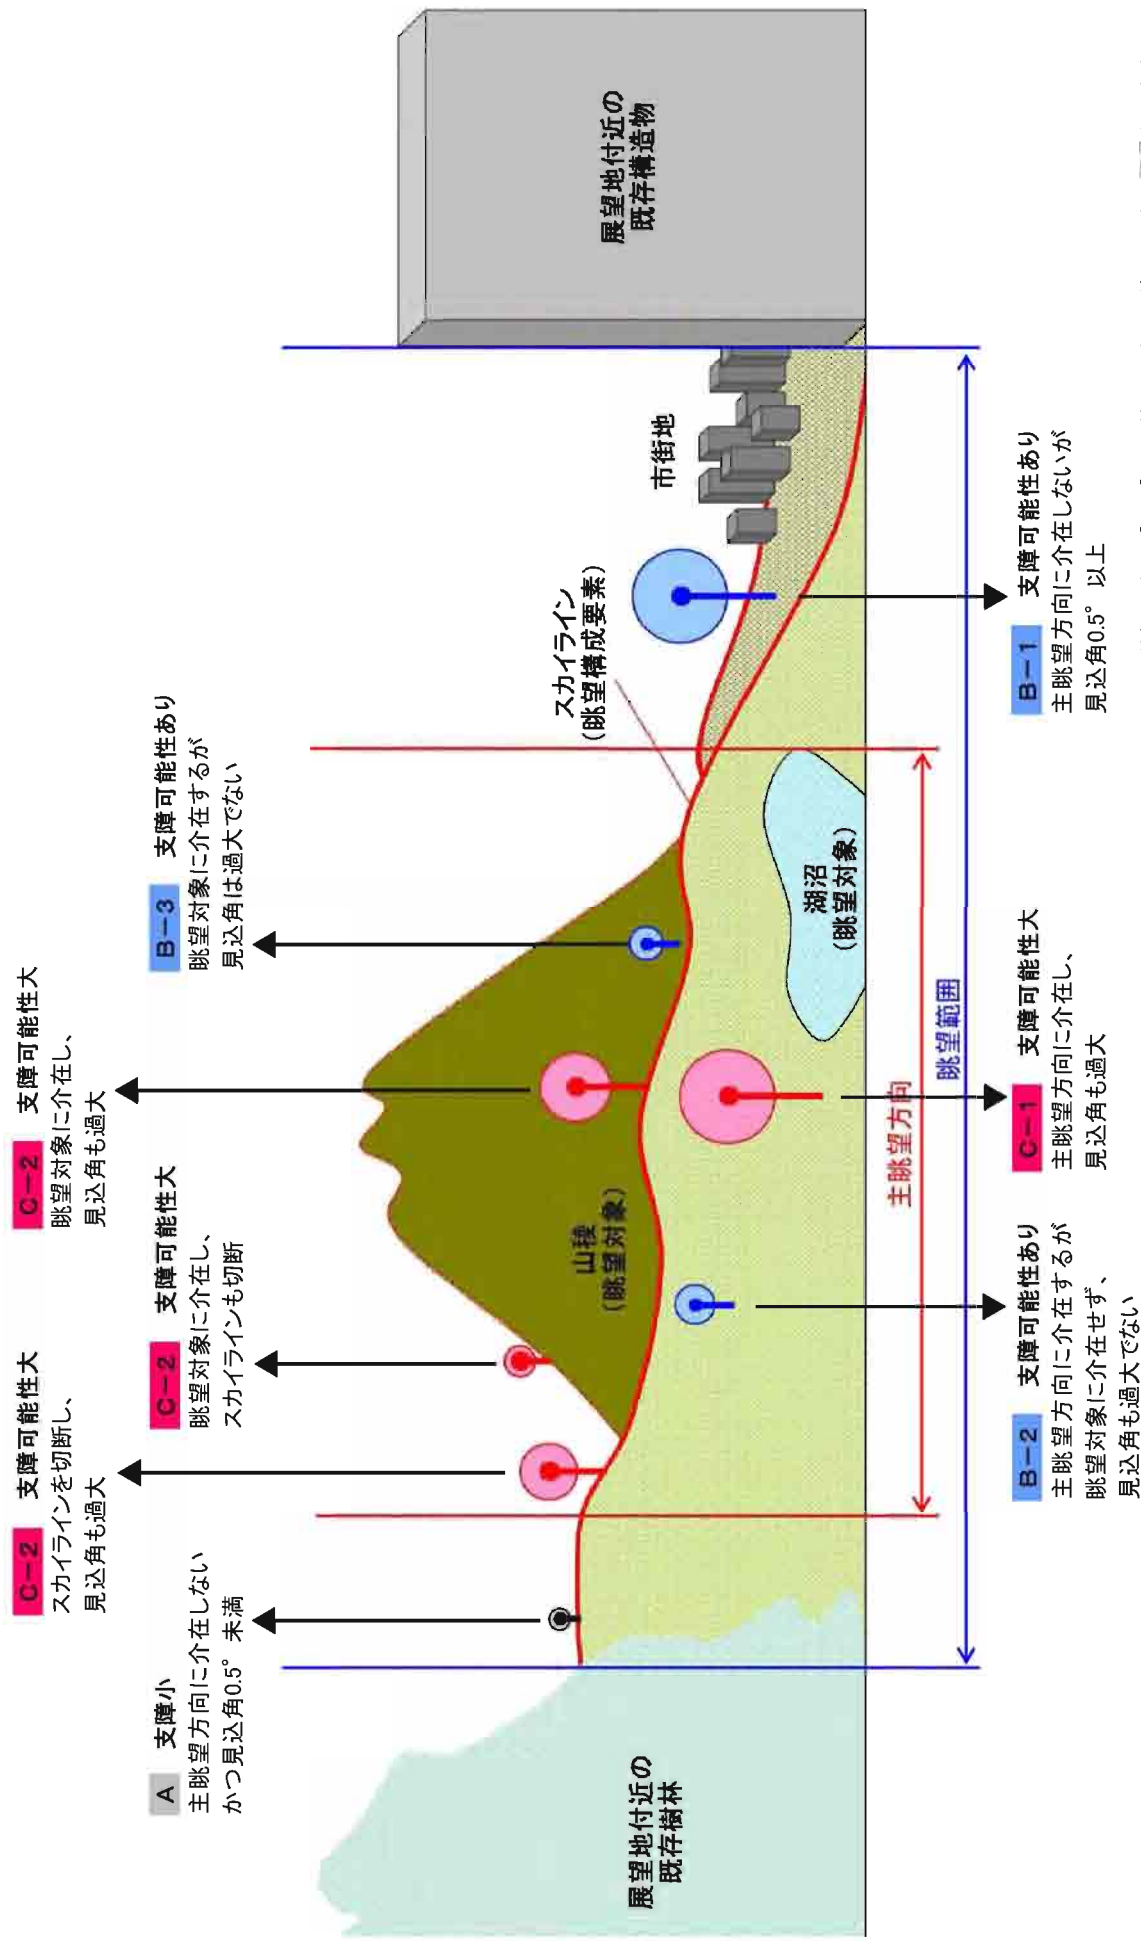 C－2 支障可能性大
スカイラインを切断し、
見込角も過大
C－2 支障可能性大
眺望対象に介在し、
見込角も過大
A 支障小
主眺望方向に介在しない
かつ見込角0.5° 未満
C－2 支障可能性大
眺望対象に介在し、
スカイラインも切断
B－3 支障可能性あり
眺望対象に介在するが
見込角は過大でない
スカイライン
（眺望構成要素）
市街地
展望地付近の
既存構造物
山稜
（眺望対象）
展望地付近の
既存樹林
湖沼
（眺望対象）
主眺望方向
眺望範囲
B－2 支障可能性あり
主眺望方向に介在するが
眺望対象に介在せず、
見込角も過大でない
C－1 支障可能性大
主眺望方向に介在し、
見込角も過大
B－1 支障可能性あり
主眺望方向に介在しないが
見込角0.5° 以上